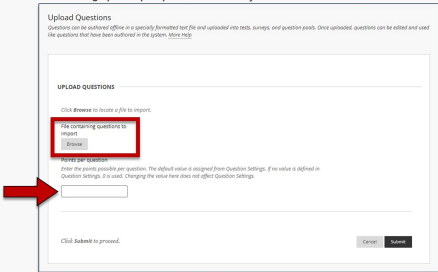 Upload Questions
Questions can be authored offline in a specially formatted text file and uploaded into tests, surveys, and question pools. Once uploaded, questions can be edited and used
like questions that have been authored in the system. More Help
UPLOAD QUESTIONS
Click Browse to locate a file to import.
File containing questions to
import
Browse
Points per question
Enter the points possible per question. The default value is assigned from Question Settings. If no value is defined in
Question Settings, 0 is used. Changing the value here does not affect Question Settings.
Click Submit to proceed.
Cancel
Submit